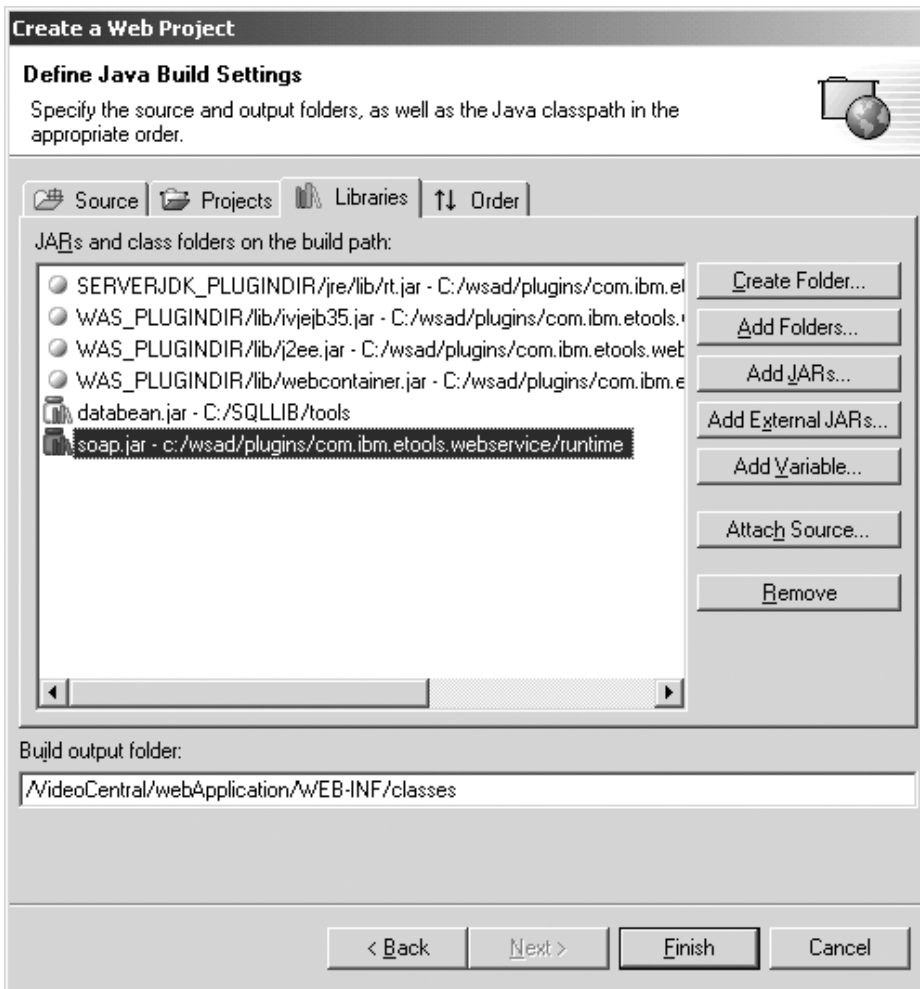 Create a Web Project
Define Java Build Settings
Specify the source and output folders, as well as the Java classpath in the
appropriate order.
Source Projects Libraries Order
JARs and class folders on the build path:
SERVERJDK_PLUGINDIR/jre/lib/rt.jar - C:/wsad/plugins/com.ibm.et
WAS_PLUGINDIR/lib/ivjejb35.jar - C:/wsad/plugins/com.ibm.etools.
WAS_PLUGINDIR/lib/j2ee.jar - C:/wsad/plugins/com.ibm.etools.web
WAS_PLUGINDIR/lib/webcontainer.jar - C:/wsad/plugins/com.ibm.e
databean.jar - C:/SQLLIB/tools
soap.jar - c:/wsad/plugins/com.ibm.etools.webservice/runtime
Create Folder...
Add Folders...
Add JARs...
Add External JARs...
Add Variable...
Attach Source...
Remove
Build output folder:
/VideoCentral/webApplication/WEB-INF/classes
< Back Next > Finish Cancel